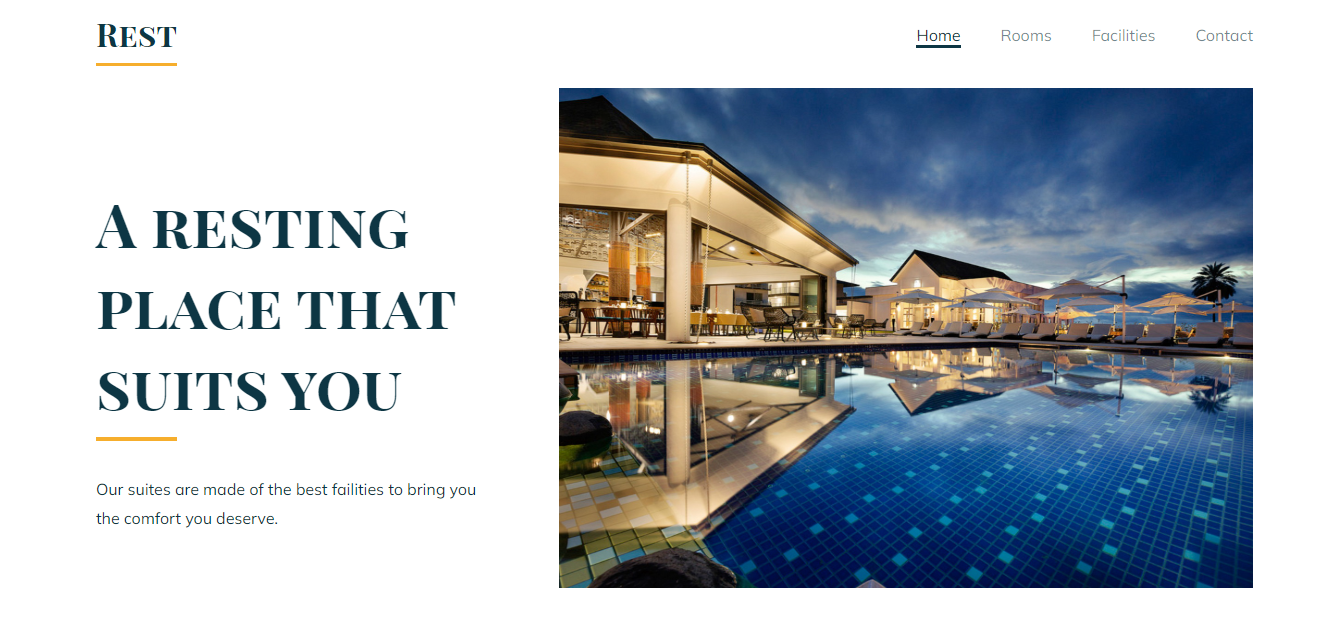 Rest
Home Rooms Facilities Contact
A resting
place that
suits you
Our suites are made of the best failities to bring you
the comfort you deserve.